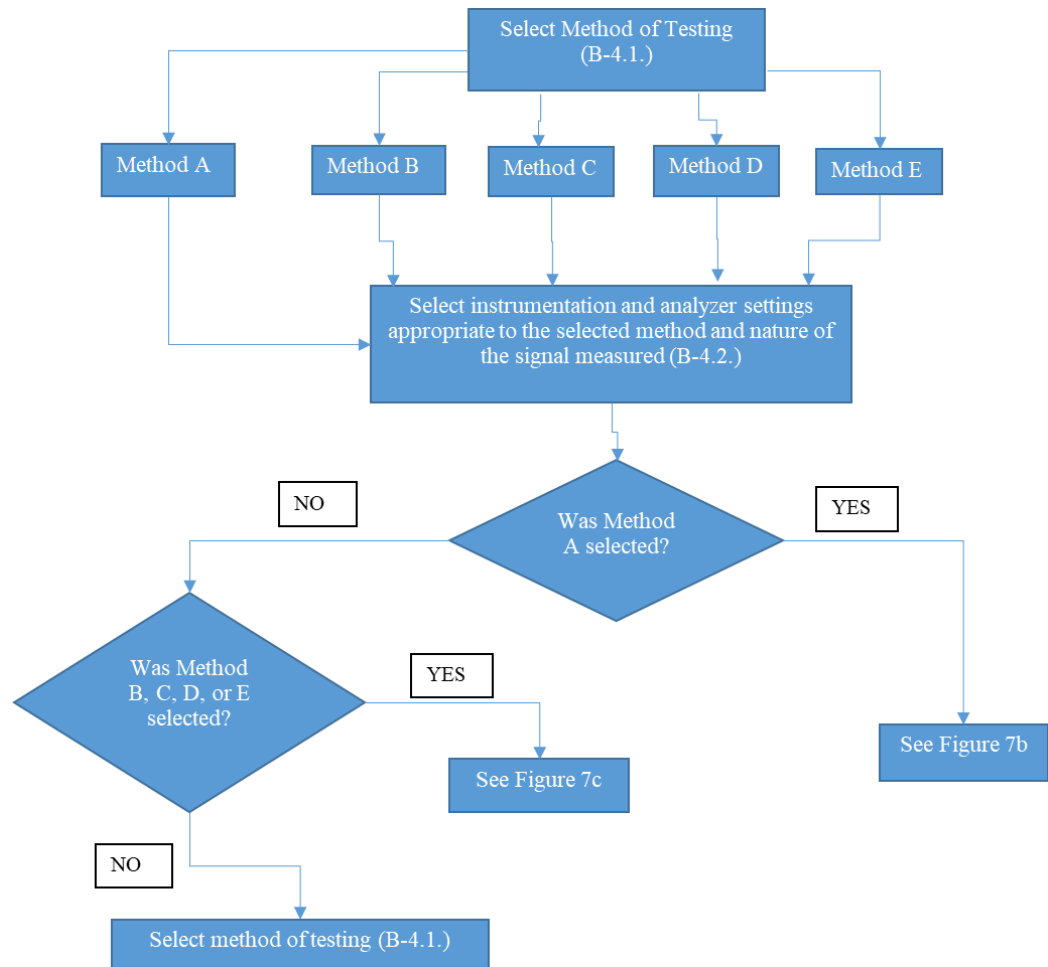 Select Method of Testing
(B-4.1.)
Method A
Method B
Method C
Method D
Method E
Select instrumentation and analyzer settings
appropriate to the selected method and nature of
the signal measured (B-4.2.)
NO
YES
Was Method
A selected?
Was Method
B, C, D, or E
selected?
YES
See Figure 7b
See Figure 7c
NO
Select method of testing (B-4.1.)